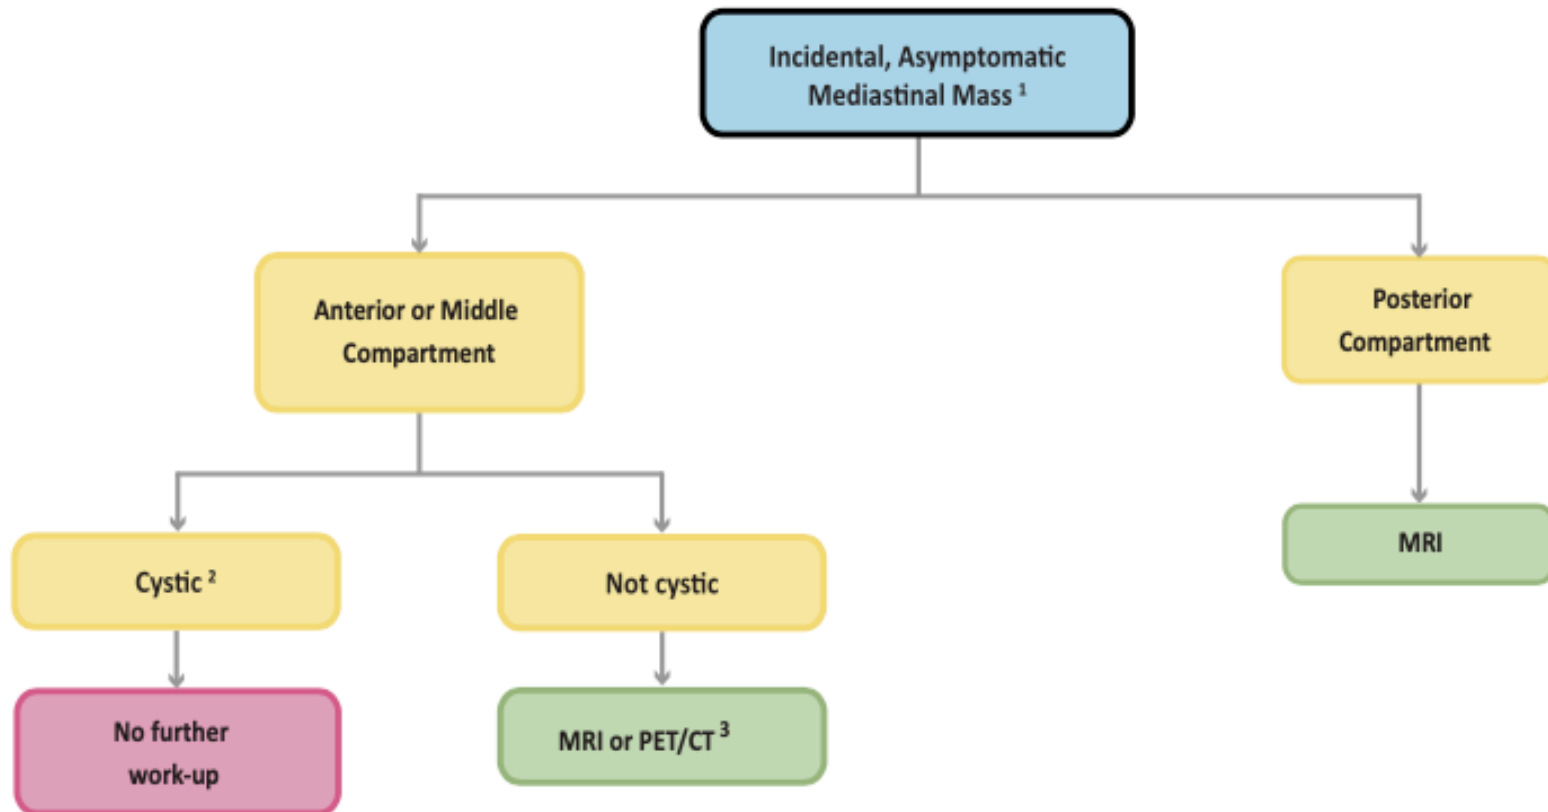 Incidental, Asymptomatic
Mediastinal Mass ¹
Anterior or Middle
Compartment
Posterior
Compartment
Cystic ²
Not cystic
MRI
No further
work-up
MRI or PET/CT ³